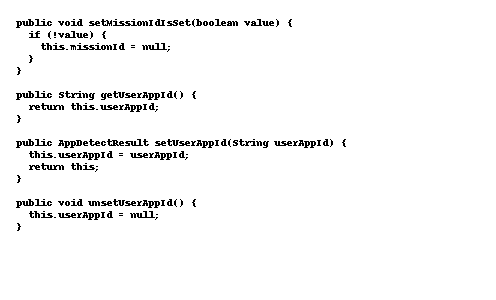 public void setMissionIdIsSet(boolean value) {
  if (!value) {
    this.missionId = null;
  }
}

public String getUserAppId() {
  return this.userAppId;
}

public AppDetectResult setUserAppId(String userAppId) {
  this.userAppId = userAppId;
  return this;
}

public void unsetUserAppId() {
  this.userAppId = null;
}